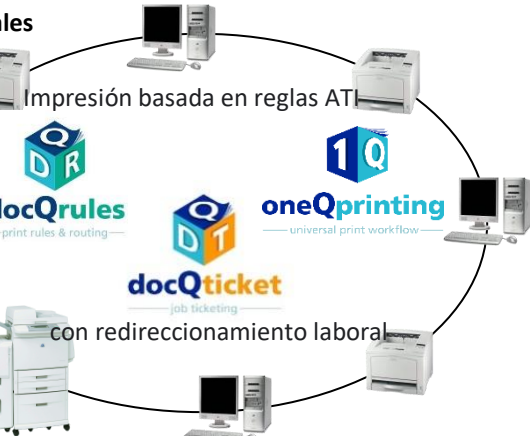 ales
Impresión basada en reglas ATI
Q
D R
docQrules
print rules & routing
1 Q
oneQprinting
universal print workflow
Q
D T
docQticket
job ticketing
con redireccionamiento laboral